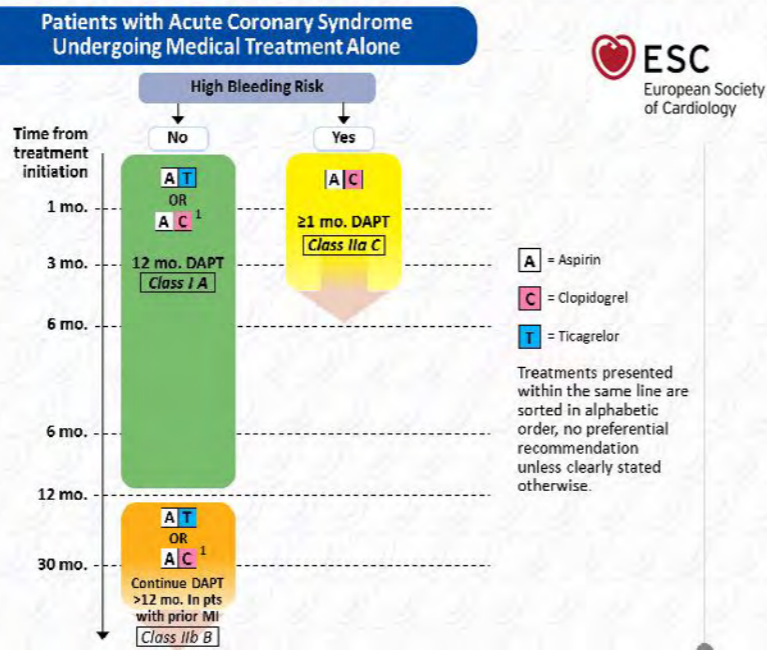 Patients with Acute Coronary Syndrome
Undergoing Medical Treatment Alone
ESC
European Society
of Cardiology
High Bleeding Risk
Time from
treatment
initiation
No
Yes
A T
OR
A C 1
A C
1 mo.
≥1 mo. DAPT
Class IIa C
3 mo.
12 mo. DAPT
Class I A
6 mo.
6 mo.
12 mo.
A T
OR
A C 1
30 mo.
Continue DAPT
>12 mo. In pts
with prior MI
Class IIb B
A = Aspirin
C = Clopidogrel
T = Ticagrelor
Treatments presented
within the same line are
sorted in alphabetic
order, no preferential
recommendation
unless clearly stated
otherwise.